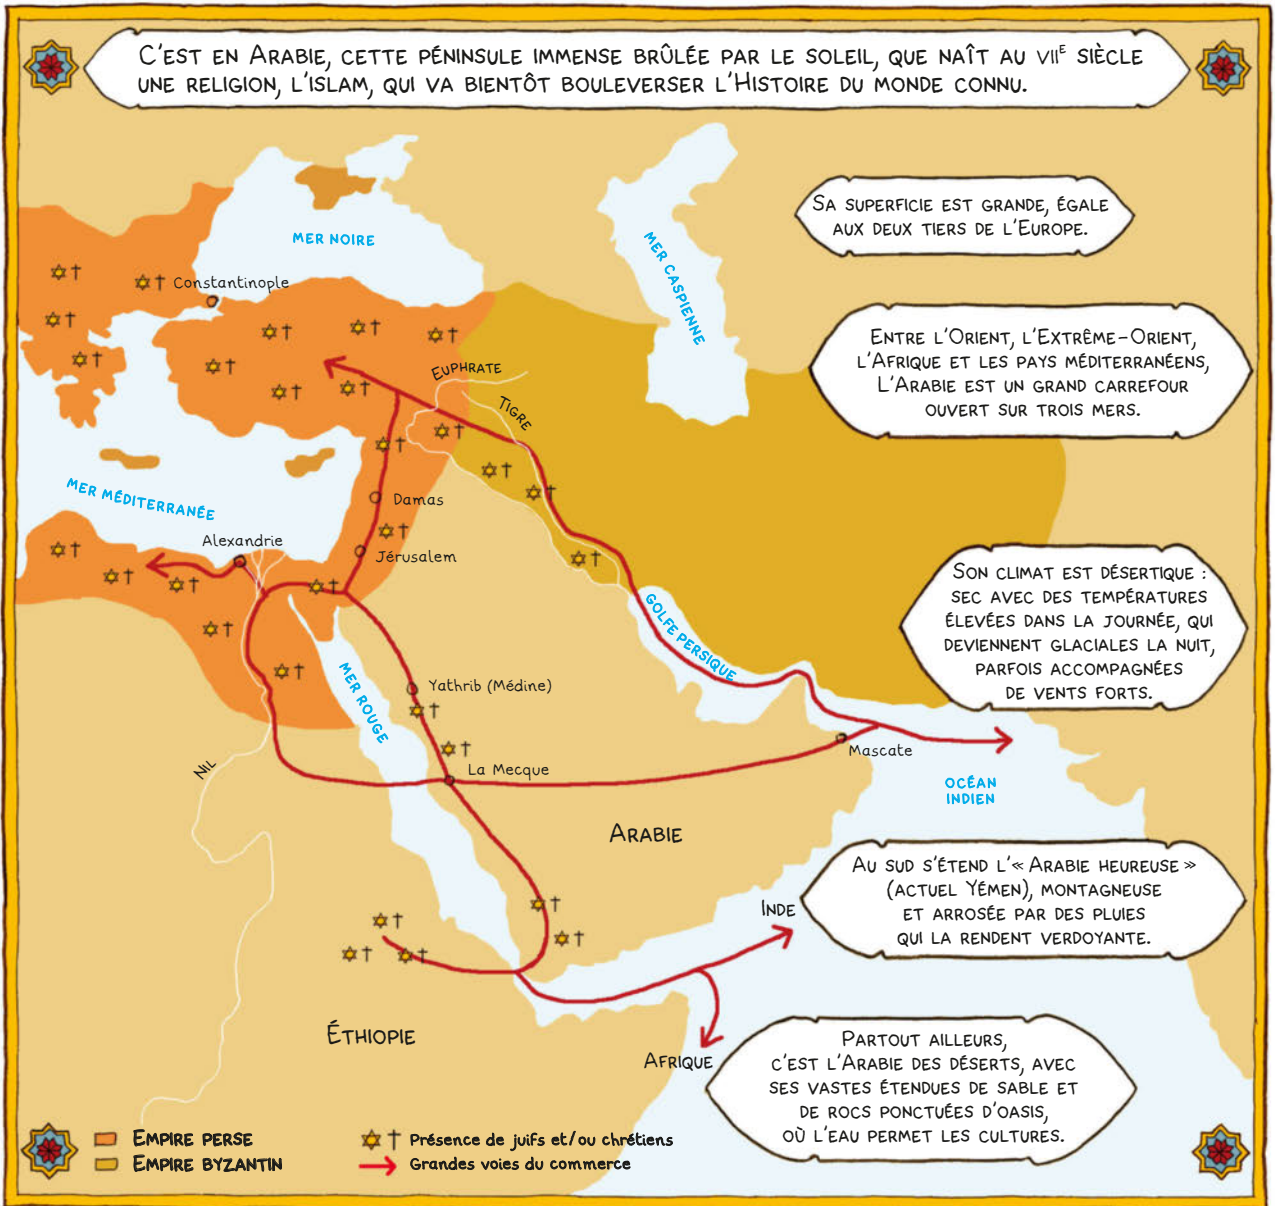 C'est en Arabie, cette péninsule immense brûlée par le soleil, que naît au VIIe siècle
une religion, l'islam, qui va bientôt bouleverser l'Histoire du monde connu.
Sa superficie est grande, égale
aux deux tiers de l'Europe.
Mer Noire
Mer Caspienne
Constantinople
Entre l'Orient, l'Extrême-Orient,
l'Afrique et les pays méditerranéens,
l'Arabie est un grand carrefour
ouvert sur trois mers.
Euphrate
Tigre
Mer Méditerranée
Damas
Alexandrie
Jérusalem
Son climat est désertique :
sec avec des températures
élevées dans la journée, qui
deviennent glaciales la nuit,
parfois accompagnées
de vents forts.
Golfe Persique
Mer Rouge
Yathrib (Médine)
Nil
La Mecque
Mascate
Océan
Indien
Arabie
Au sud s'étend l'« Arabie heureuse »
(actuel Yémen), montagneuse
et arrosée par des pluies
qui la rendent verdoyante.
Inde
Éthiopie
Afrique
Partout ailleurs,
c'est l'Arabie des déserts, avec
ses vastes étendues de sable et
de rocs ponctuées d'oasis,
où l'eau permet les cultures.
Empire perse
Empire byzantin
Présence de juifs et/ou chrétiens
Grandes voies du commerce